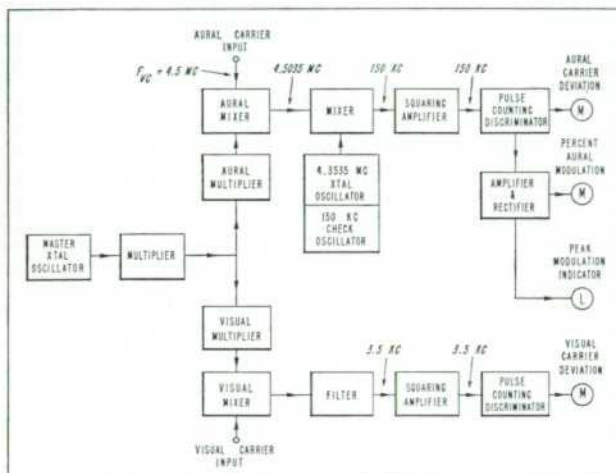 AURAL CARRIER
INPUT
F_VC + 4.5 MC
4.5035 MC
150 KC
150 KC
AURAL
CARRIER
DEVIATION
AURAL
MIXER
MIXER
SQUARING
AMPLIFIER
PULSE
COUNTING
DISCRIMINATOR
M
PERCENT
AURAL
MODULATION
AURAL
MULTIPLIER
4.3535 MC
XTAL
OSCILLATOR
150 KC
CHECK
OSCILLATOR
AMPLIFIER
&
RECTIFIER
M
MASTER
XTAL
OSCILLATOR
MULTIPLIER
PEAK
MODULATION
INDICATOR
L
VISUAL
MULTIPLIER
3.5 KC
3.5 KC
VISUAL
CARRIER
DEVIATION
VISUAL
MIXER
FILTER
SQUARING
AMPLIFIER
PULSE
COUNTING
DISCRIMINATOR
M
VISUAL CARRIER
INPUT